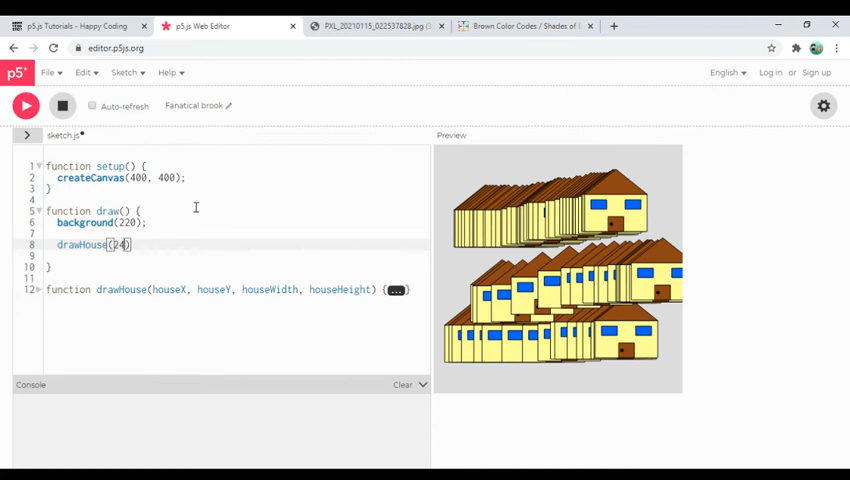 p5.js Tutorials - Happy Coding
p5.js Web Editor
PXL_20210115_022537828.jpg (
Brown Color Codes / Shades of
editor.p5js.org
p5*
File
Edit
Sketch
Help
English
Log in or Sign up
Auto-refresh
Fanatical brook
sketch.js
Preview
1 function setup() {
2 createCanvas(400, 400);
3 }
4
5 function draw() {
6 background(220);
7
8 drawHouse(24)
9
10 }
11
12 function drawHouse(houseX, houseY, houseWidth, houseHeight) {...}
Console
Clear